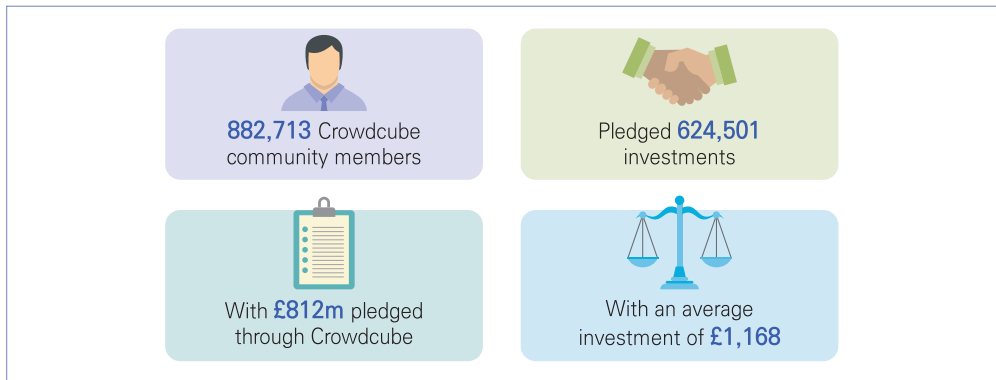 882,713 Crowdcube
community members
Pledged 624,501
investments
With £812m pledged
through Crowdcube
With an average
investment of £1,168